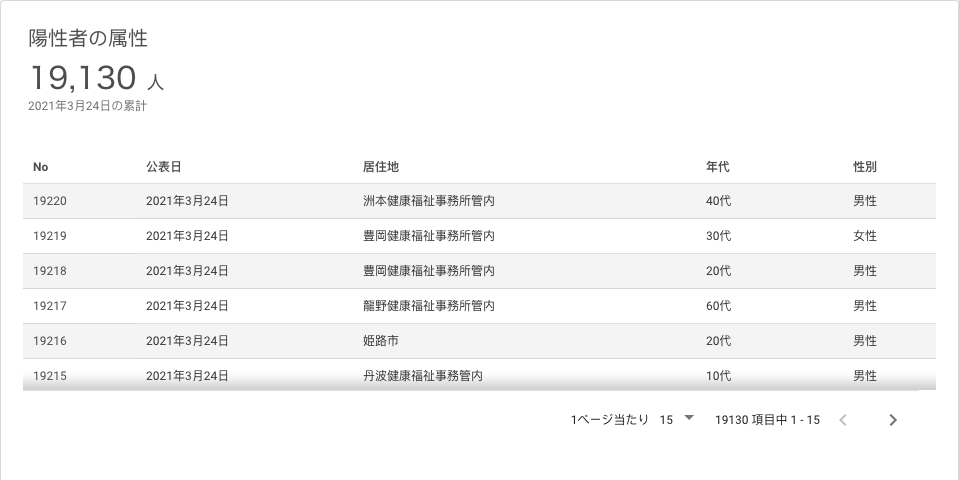 陽性者の属性
19,130 人
2021年3月24日の累計
No 公表日 居住地 年代 性別
19220 2021年3月24日 洲本健康福祉事務所管内 40代 男性
19219 2021年3月24日 豊岡健康福祉事務所管内 30代 女性
19218 2021年3月24日 豊岡健康福祉事務所管内 20代 男性
19217 2021年3月24日 龍野健康福祉事務所管内 60代 男性
19216 2021年3月24日 姫路市 20代 男性
19215 2021年3月24日 丹波健康福祉事務管内 10代 男性
1ページ当たり 15 19130 項目中 1 - 15